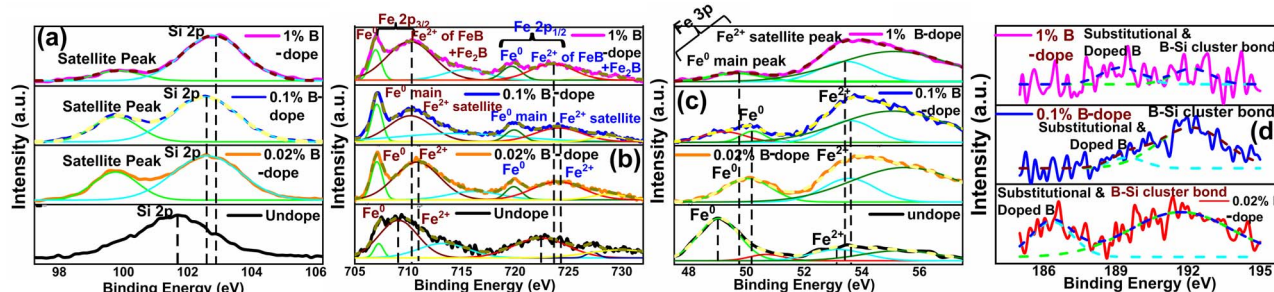 (a)
Si 2p
1% B
-dope
Satellite Peak
Si 2p
0.1% B-
dope
Satellite Peak
Si 2p
0.02% B
-dope
Satellite Peak
Si 2p
Undope
Intensity (a.u.)
98 100 102 104 106
Binding Energy (eV)
Fe 2p3/2
Fe0
Fe2+ of FeB
+Fe2B
Fe 2p1/2
1% B
-dope
Fe0
Fe2+ of FeB
+Fe2B
Fe0 main
Fe2+ satellite
0.1% B-dope
Fe0 main
Fe2+ satellite
0.02% B-dope
(b)
Fe0
Fe2+
Fe0
Fe2+
Undope
Fe0
Fe2+
Intensity (a.u.)
705 710 715 720 725 730
Binding Energy (eV)
Fe 3p
Fe2+ satellite peak
1% B-dope
Fe0 main peak
(c)
Fe0
Fe2+
0.1% B
-dope
0.02% B-dope
Fe0
Fe2+
Fe0
undope
Fe2+
Intensity (a.u.)
50 55
Binding Energy (eV)
1% B
-dope
Substitutional &
Doped B
B-Si cluster bond
0.1% B-dope
B-Si cluster bond
Substitutional &
Doped B
(d)
Substitutional &
Doped B
B-Si cluster bond
0.02%
-dope
Intensity (a.u.)
186 189 192 195
Binding Energy (eV)